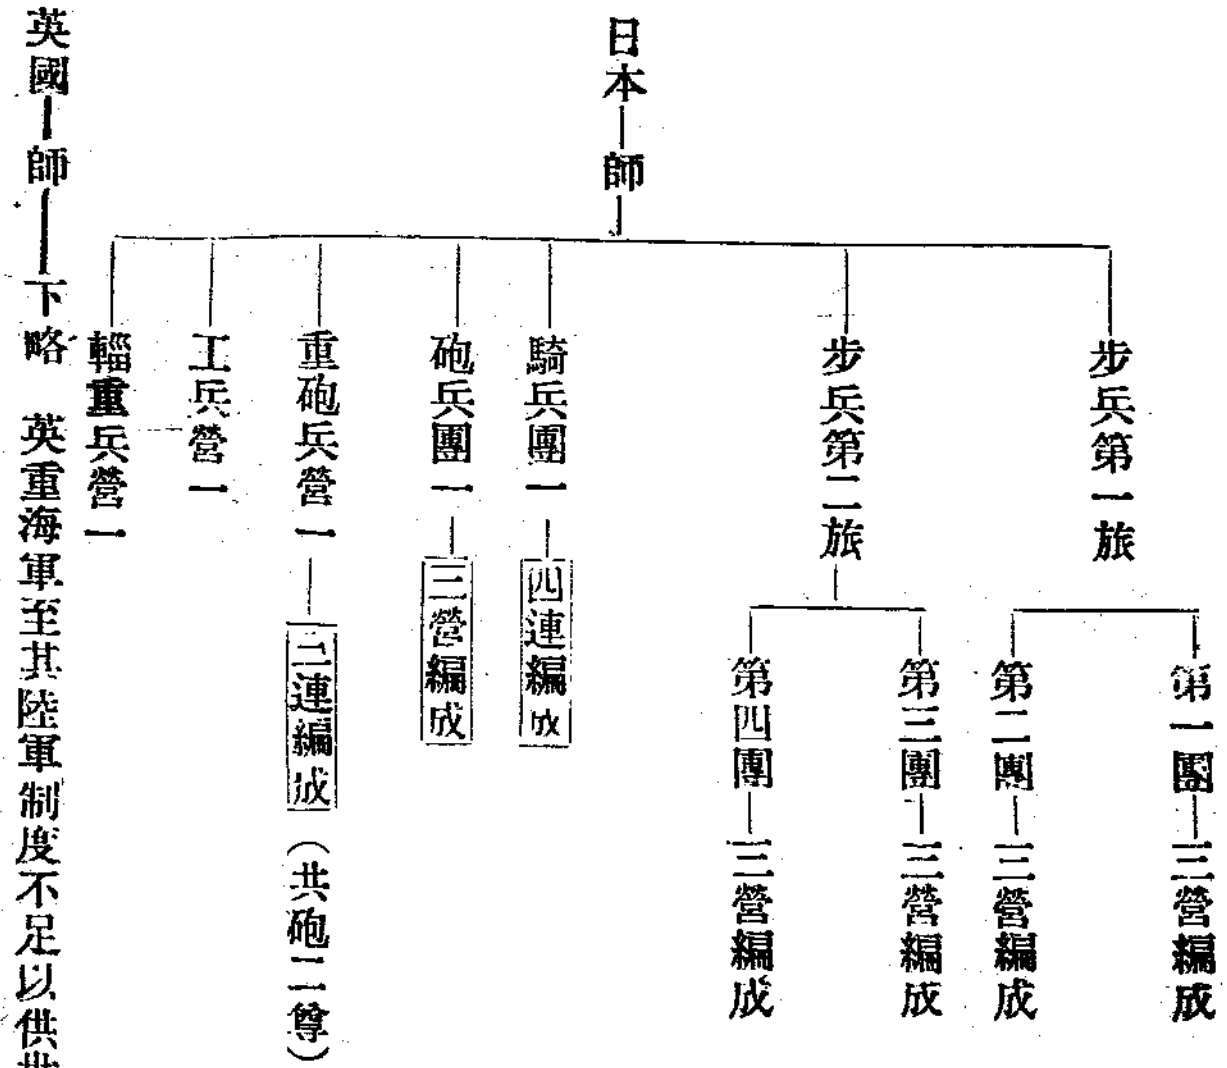 日本—師
步兵第一旅
第一團—三營編成
第二團—三營編成
步兵第二旅
第三團—三營編成
第四團—三營編成
騎兵團一—四連編成
砲兵團一—三營編成
重砲兵營一—三連編成(共砲二尊)
工兵營一
輜重兵營一
英國—師—下略 英重海軍至其陸軍制度不足以供